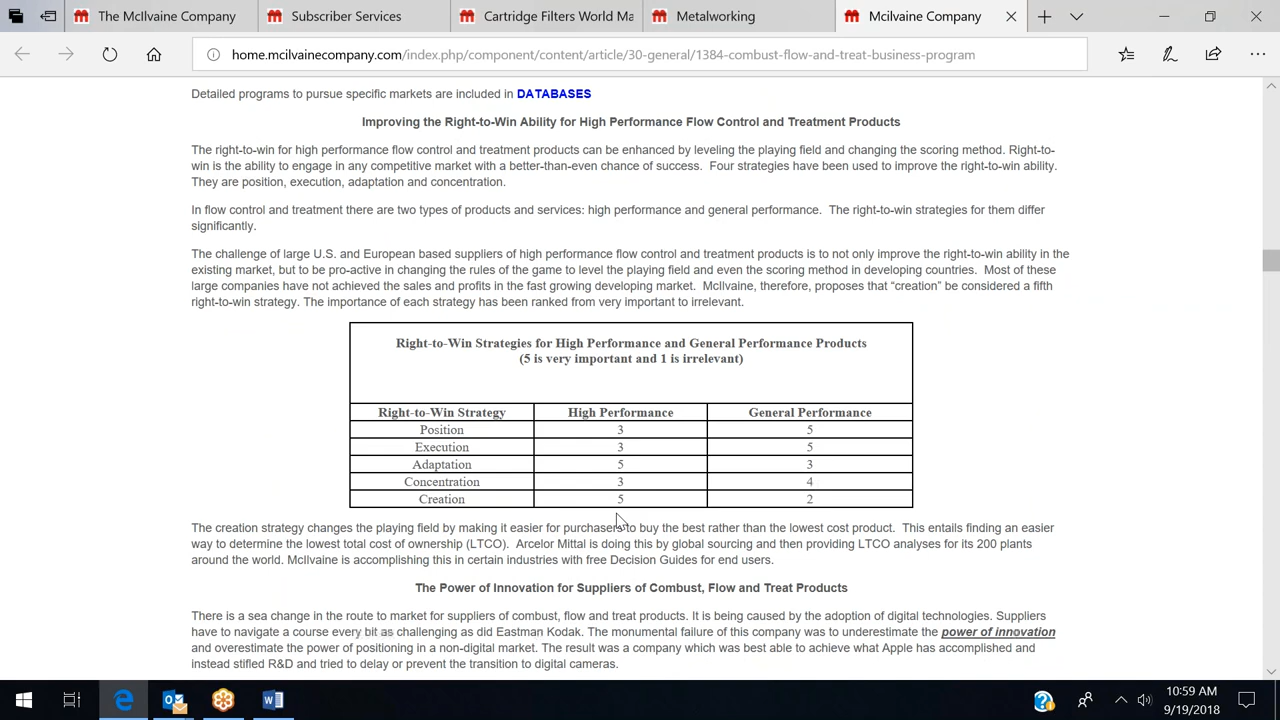 The McIlvaine Company
Subscriber Services
Cartridge Filters World Ma
Metalworking
McIlvaine Company
home.mcilvainecompany.com/index.php/component/content/article/30-general/1384-combust-flow-and-treat-business-program
Detailed programs to pursue specific markets are included in DATABASES
Improving the Right-to-Win Ability for High Performance Flow Control and Treatment Products
The right-to-win for high performance flow control and treatment products can be enhanced by leveling the playing field and changing the scoring method. Right-to-
win is the ability to engage in any competitive market with a better-than-even chance of success. Four strategies have been used to improve the right-to-win ability.
They are position, execution, adaptation and concentration.
In flow control and treatment there are two types of products and services: high performance and general performance. The right-to-win strategies for them differ
significantly.
The challenge of large U.S. and European based suppliers of high performance flow control and treatment products is to not only improve the right-to-win ability in the
existing market, but to be pro-active in changing the rules of the game to level the playing field and even the scoring method in developing countries. Most of these
large companies have not achieved the sales and profits in the fast growing developing market. McIlvaine, therefore, proposes that “creation” be considered a fifth
right-to-win strategy. The importance of each strategy has been ranked from very important to irrelevant.
Right-to-Win Strategies for High Performance and General Performance Products
(5 is very important and 1 is irrelevant)
Right-to-Win Strategy High Performance General Performance
Position 3 5
Execution 3 5
Adaptation 5 3
Concentration 3 4
Creation 5 2
The creation strategy changes the playing field by making it easier for purchasers to buy the best rather than the lowest cost product. This entails finding an easier
way to determine the lowest total cost of ownership (LTCO). Arcelor Mittal is doing this by global sourcing and then providing LTCO analyses for its 200 plants
around the world. McIlvaine is accomplishing this in certain industries with free Decision Guides for end users.
The Power of Innovation for Suppliers of Combust, Flow and Treat Products
There is a sea change in the route to market for suppliers of combust, flow and treat products. It is being caused by the adoption of digital technologies. Suppliers
have to navigate a course every bit as challenging as did Eastman Kodak. The monumental failure of this company was to underestimate the power of innovation
and overestimate the power of positioning in a non-digital market. The result was a company which was best able to achieve what Apple has accomplished and
instead stifled R&D and tried to delay or prevent the transition to digital cameras.
10:59 AM
9/19/2018